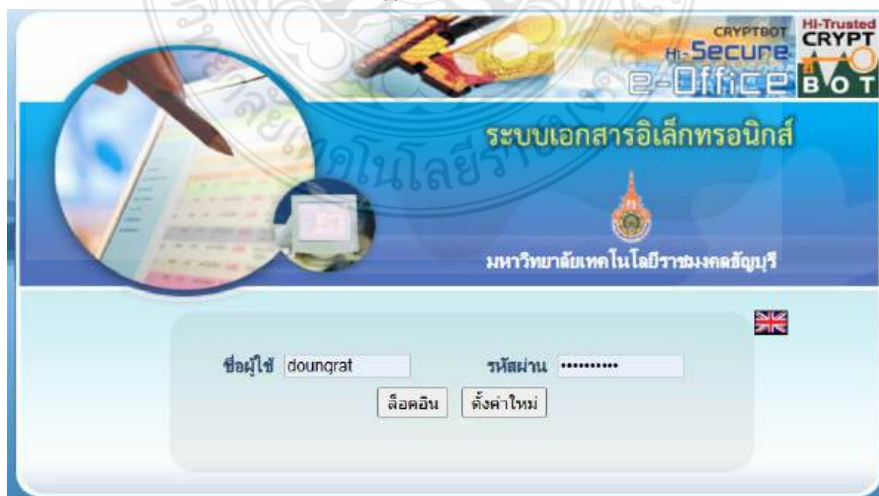 CRYPTBOT
Hi-Secure
e-Office
Hi-Trusted
CRYPT
BOT
ระบบเอกสารอิเล็กทรอนิกส์
มหาวิทยาลัยเทคโนโลยีราชมงคลธัญบุรี
ชื่อผู้ใช้ doungrat รหัสผ่าน ••••••••••
ล็อคอิน ตั้งค่าใหม่